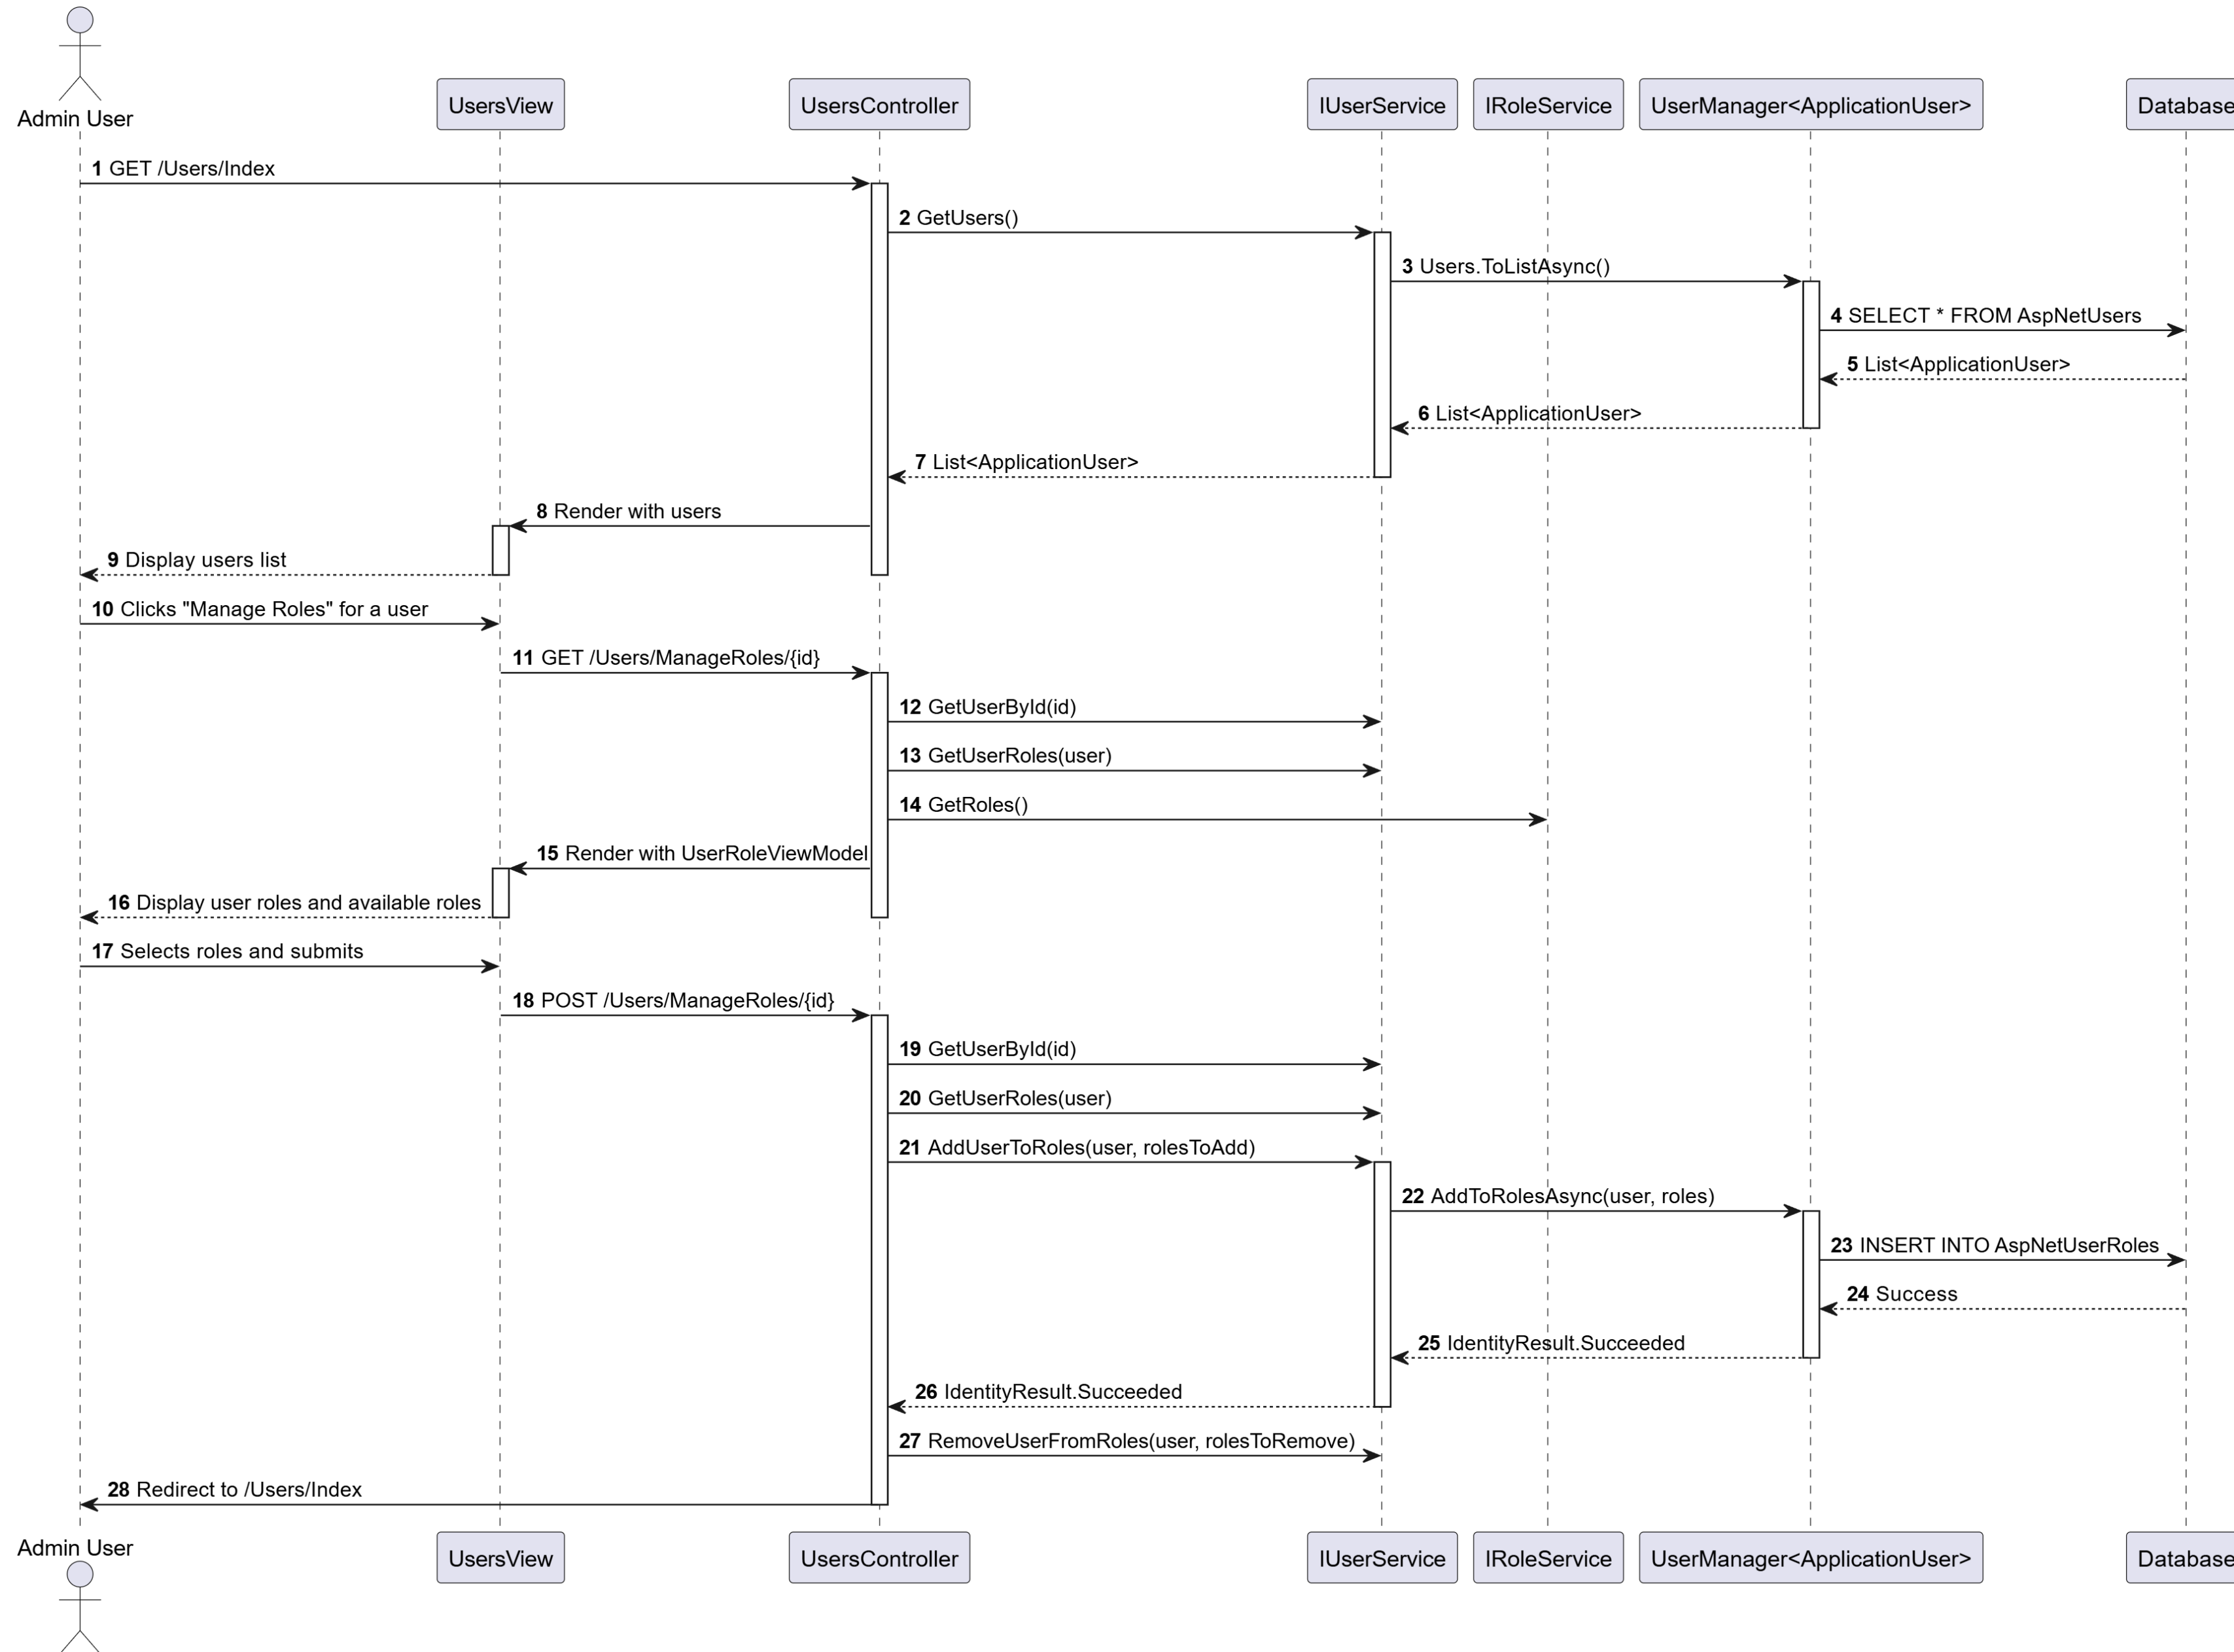 Admin User
UsersView
UsersController
IUserService
IRoleService
UserManager<ApplicationUser>
Database
1 GET /Users/Index
2 GetUsers()
3 Users.ToListAsync()
4 SELECT * FROM AspNetUsers
5 List<ApplicationUser>
6 List<ApplicationUser>
7 List<ApplicationUser>
8 Render with users
9 Display users list
10 Clicks "Manage Roles" for a user
11 GET /Users/ManageRoles/{id}
12 GetUserById(id)
13 GetUserRoles(user)
14 GetRoles()
15 Render with UserRoleViewModel
16 Display user roles and available roles
17 Selects roles and submits
18 POST /Users/ManageRoles/{id}
19 GetUserById(id)
20 GetUserRoles(user)
21 AddUserToRoles(user, rolesToAdd)
22 AddToRolesAsync(user, roles)
23 INSERT INTO AspNetUserRoles
24 Success
25 IdentityResult.Succeeded
26 IdentityResult.Succeeded
27 RemoveUserFromRoles(user, rolesToRemove)
28 Redirect to /Users/Index
Admin User
UsersView
UsersController
IUserService
IRoleService
UserManager<ApplicationUser>
Database